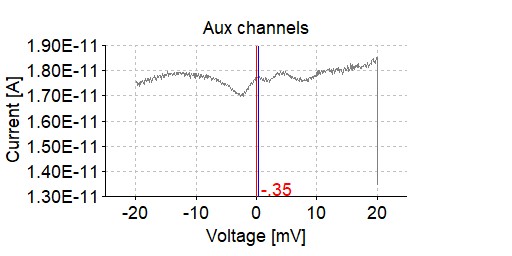 Aux channels
1.90E-11
1.80E-11
1.70E-11
1.60E-11
1.50E-11
1.40E-11
1.30E-11
Current [A]
-.35
-20 -10 0 10 20
Voltage [mV]